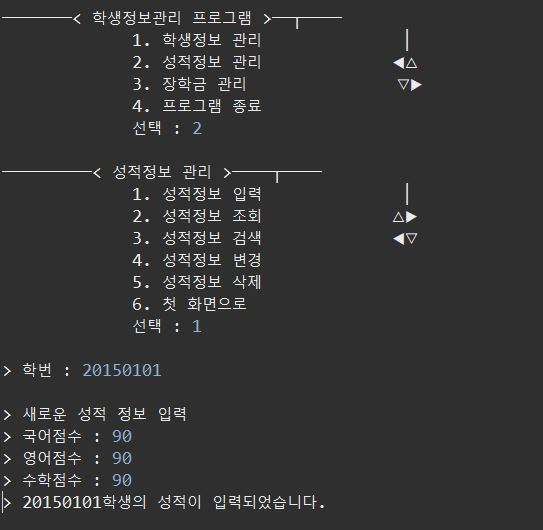 < 학생정보관리 프로그램 >
1. 학생정보 관리
2. 성적정보 관리
3. 장학금 관리
4. 프로그램 종료
선택 : 2
< 성적정보 관리 >
1. 성적정보 입력
2. 성적정보 조회
3. 성적정보 검색
4. 성적정보 변경
5. 성적정보 삭제
6. 첫 화면으로
선택 : 1
> 학번 : 20150101
> 새로운 성적 정보 입력
> 국어점수 : 90
> 영어점수 : 90
> 수학점수 : 90
> 20150101학생의 성적이 입력되었습니다.